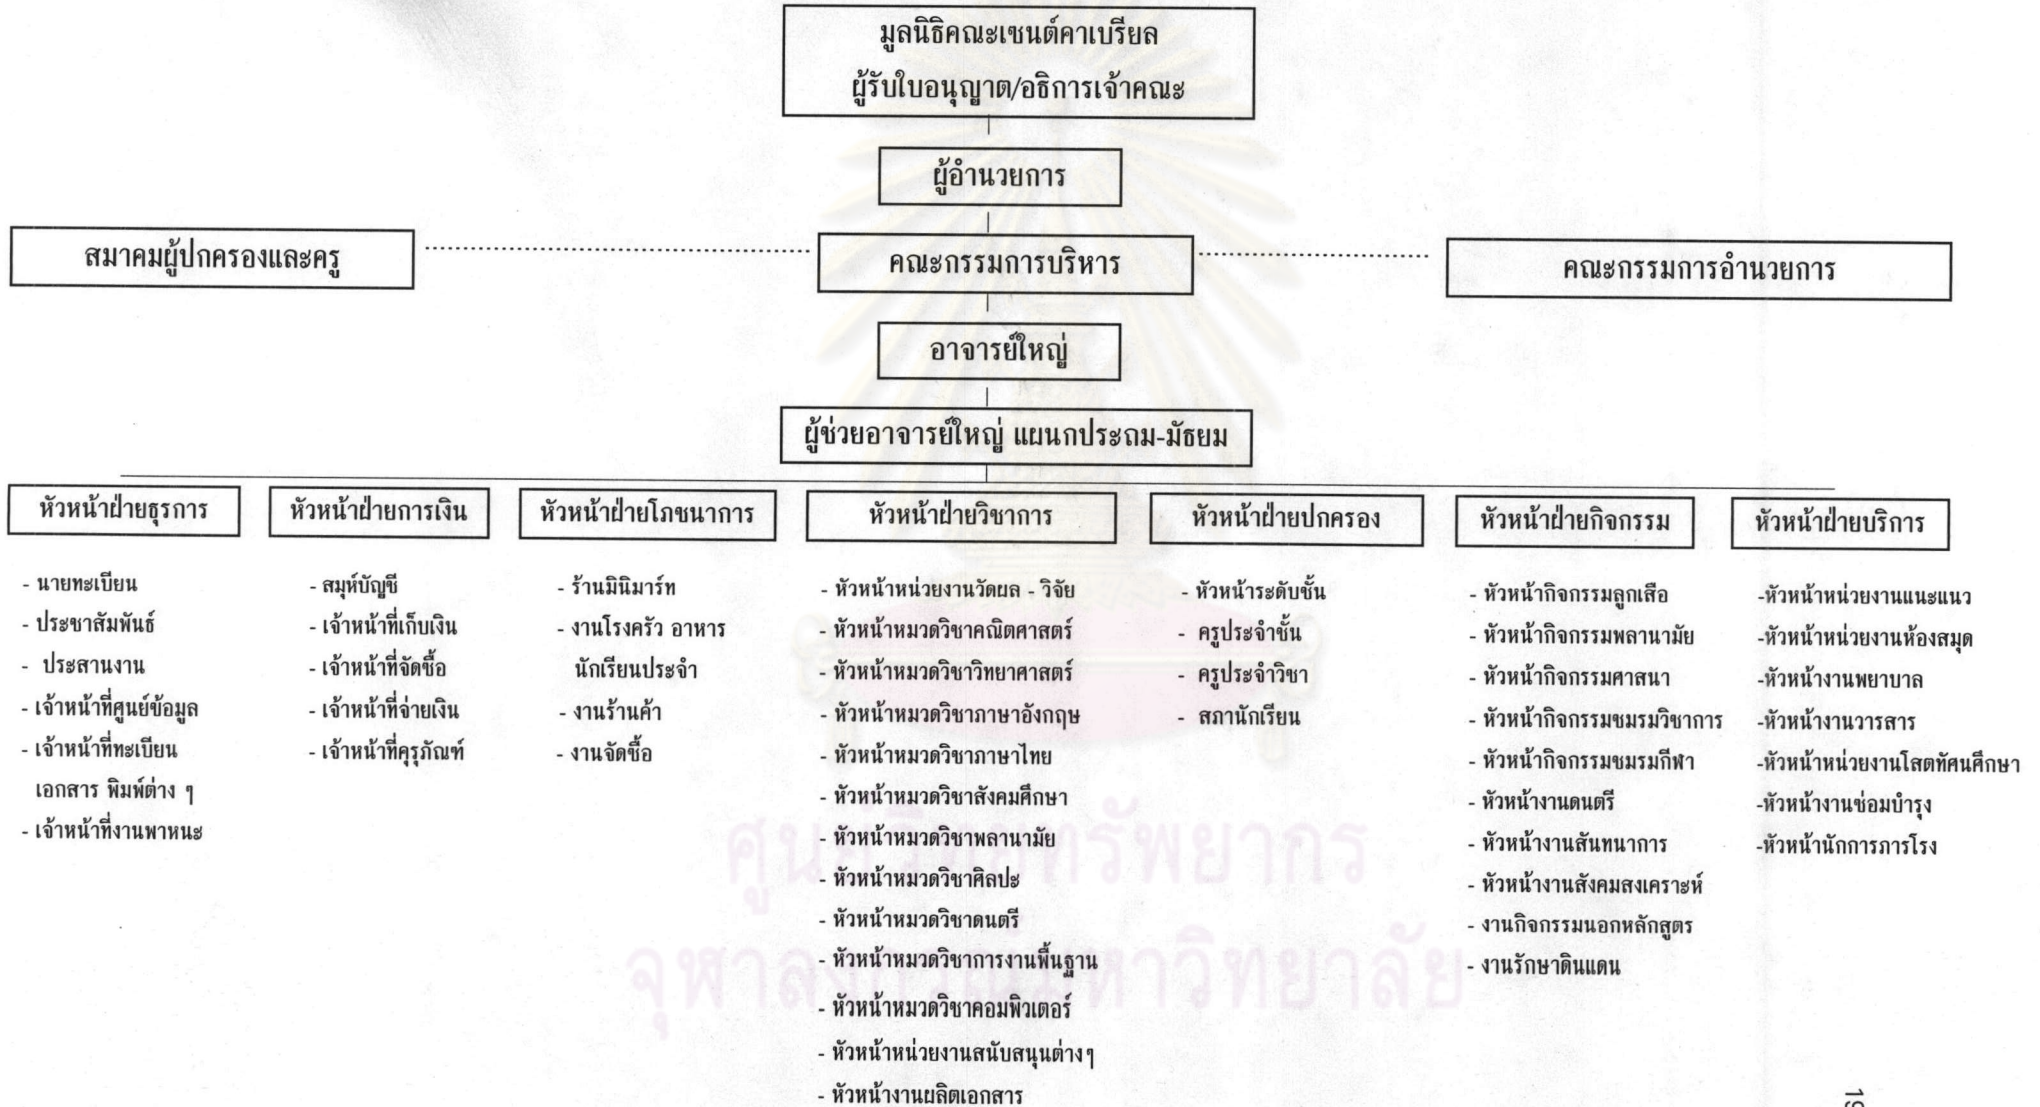 มูลนิธิคณะเซนต์คาเบรียล
ผู้รับใบอนุญาต/อธิการเจ้าคณะ
ผู้อำนวยการ
สมาคมผู้ปกครองและครู
คณะกรรมการบริหาร
คณะกรรมการอำนวยการ
อาจารย์ใหญ่
ผู้ช่วยอาจารย์ใหญ่ แผนกประถม-มัธยม
หัวหน้าฝ่ายธุรการ
- นายทะเบียน
- ประชาสัมพันธ์
- ประสานงาน
- เจ้าหน้าที่ศูนย์ข้อมูล
- เจ้าหน้าที่ทะเบียน
เอกสาร พิมพ์ต่าง ๆ
- เจ้าหน้าที่งานพาหนะ
หัวหน้าฝ่ายการเงิน
- สมุห์บัญชี
- เจ้าหน้าที่เก็บเงิน
- เจ้าหน้าที่จัดซื้อ
- เจ้าหน้าที่จ่ายเงิน
- เจ้าหน้าที่คุรุภัณฑ์
หัวหน้าฝ่ายโภชนาการ
- ร้านมินิมาร์ท
- งานโรงครัว อาหาร
นักเรียนประจำ
- งานร้านค้า
- งานจัดซื้อ
หัวหน้าฝ่ายวิชาการ
- หัวหน้าหน่วยงานวัดผล - วิจัย
- หัวหน้าหมวดวิชาคณิตศาสตร์
- หัวหน้าหมวดวิชาวิทยาศาสตร์
- หัวหน้าหมวดวิชาภาษาอังกฤษ
- หัวหน้าหมวดวิชาภาษาไทย
- หัวหน้าหมวดวิชาสังคมศึกษา
- หัวหน้าหมวดวิชาพลานามัย
- หัวหน้าหมวดวิชาศิลปะ
- หัวหน้าหมวดวิชาดนตรี
- หัวหน้าหมวดวิชาการงานพื้นฐาน
- หัวหน้าหมวดวิชาคอมพิวเตอร์
- หัวหน้าหน่วยงานสนับสนุนต่างๆ
- หัวหน้างานผลิตเอกสาร
หัวหน้าฝ่ายปกครอง
- หัวหน้าระดับชั้น
- ครูประจำชั้น
- ครูประจำวิชา
- สภานักเรียน
หัวหน้าฝ่ายกิจกรรม
- หัวหน้ากิจกรรมลูกเสือ
- หัวหน้ากิจกรรมพลานามัย
- หัวหน้ากิจกรรมศาสนา
- หัวหน้ากิจกรรมชมรมวิชาการ
- หัวหน้ากิจกรรมชมรมกีฬา
- หัวหน้างานดนตรี
- หัวหน้างานสันทนาการ
- หัวหน้างานสังคมสงเคราะห์
- งานกิจกรรมนอกหลักสูตร
- งานรักษาดินแดน
หัวหน้าฝ่ายบริการ
-หัวหน้าหน่วยงานแนะแนว
-หัวหน้าหน่วยงานห้องสมุด
-หัวหน้างานพยาบาล
-หัวหน้างานวารสาร
-หัวหน้าหน่วยงานโสตทัศนศึกษา
-หัวหน้างานซ่อมบำรุง
-หัวหน้านักการภารโรง
ศูนย์วิทยทรัพยากร
จุฬาลงกรณ์มหาวิทยาลัย